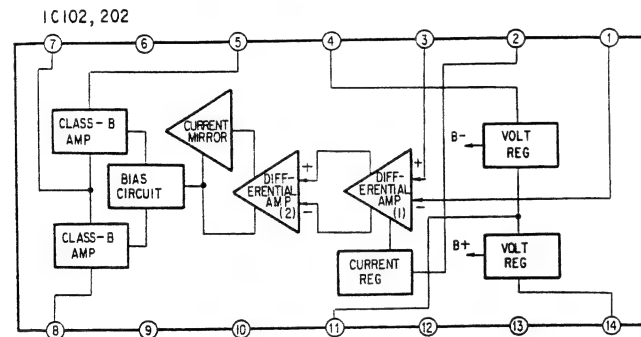 IC102, 202
7 6 5 4 3 2 1
CLASS-B
AMP
CURRENT
MIRROR
B-
VOLT
REG
BIAS
CIRCUIT
+
-
DIFF-
ERENTIAL
AMP
(2)
+
-
DIFF-
ERENTIAL
AMP
(1)
CLASS-B
AMP
CURRENT
REG
B+
VOLT
REG
8 9 10 11 12 13 14